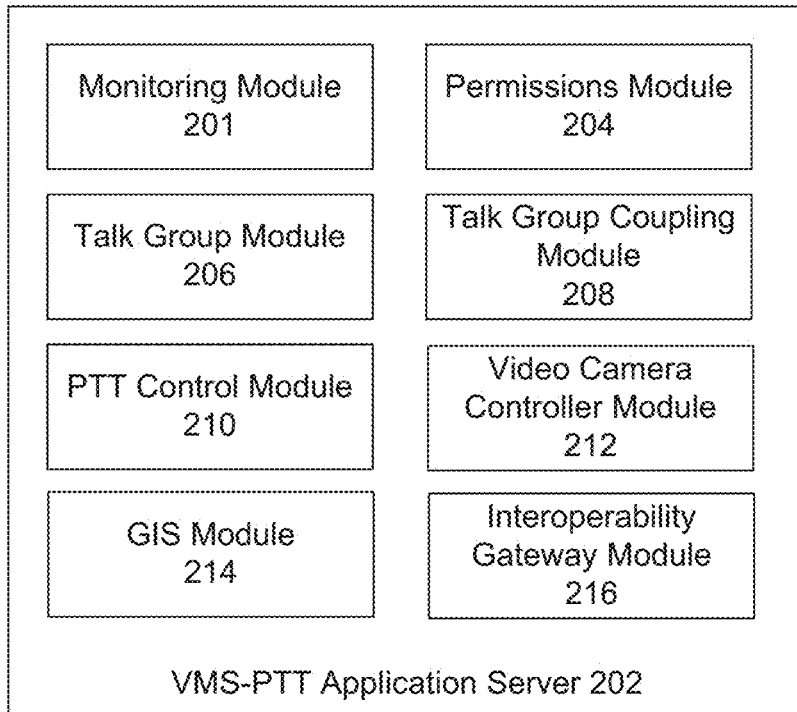 Monitoring Module
201
Permissions Module
204
Talk Group Module
206
Talk Group Coupling
Module
208
PTT Control Module
210
Video Camera
Controller Module
212
GIS Module
214
Interoperability
Gateway Module
216
VMS-PTT Application Server 202